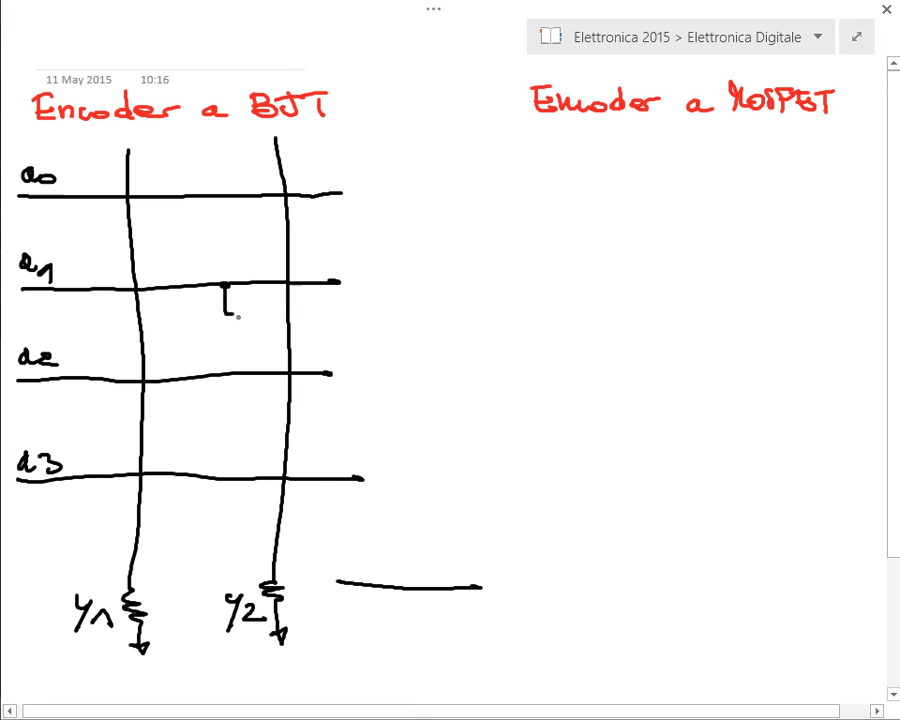 Elettronica 2015 > Elettronica Digitale
11 May 2015 10:16
Encoder a BJT
Encoder a MOSFET
a0
a1
a2
a3
y1 y2